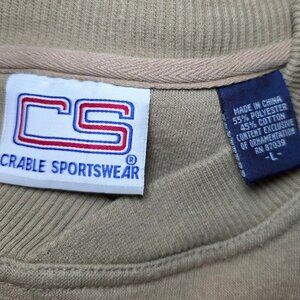 CS
CRABLE SPORTSWEAR®
MADE IN CHINA
55% POLYESTER
45% COTTON
CONTENT EXCLUSIVE
OF ORNAMENTATION
RN 87039
-L-